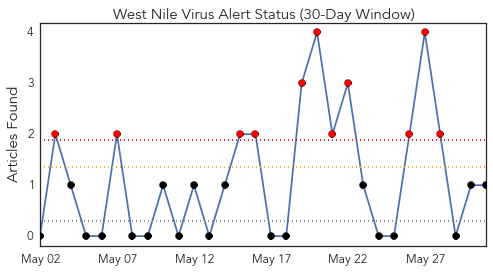 West Nile Virus Alert Status (30-Day Window)
Articles Found
4
3
2
1
0
May 02 May 07 May 12 May 17 May 22 May 27